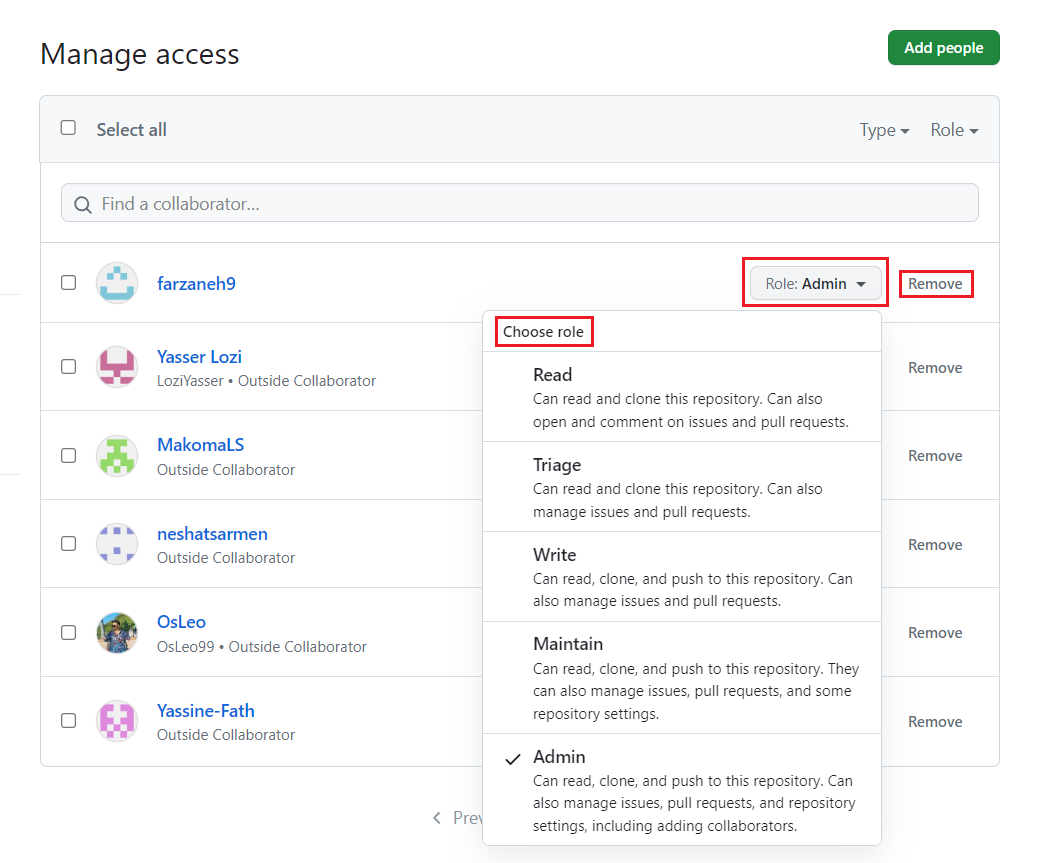 Manage access
Add people
Select all
Type
Role
Find a collaborator...
farzaneh9
Role: Admin
Remove
Choose role
Read
Can read and clone this repository. Can also
open and comment on issues and pull requests.
Triage
Can read and clone this repository. Can also
manage issues and pull requests.
Write
Can read, clone, and push to this repository. Can
also manage issues and pull requests.
Maintain
Can read, clone, and push to this repository. They
can also manage issues, pull requests, and some
repository settings.
Admin
Can read, clone, and push to this repository. Can
also manage issues, pull requests, and repository
settings, including adding collaborators.
Yasser Lozi
LoziYasser • Outside Collaborator
Remove
MakomaLS
Outside Collaborator
Remove
neshatsarmen
Outside Collaborator
Remove
OsLeo
OsLeo99 • Outside Collaborator
Remove
Yassine-Fath
Outside Collaborator
Remove
Prev